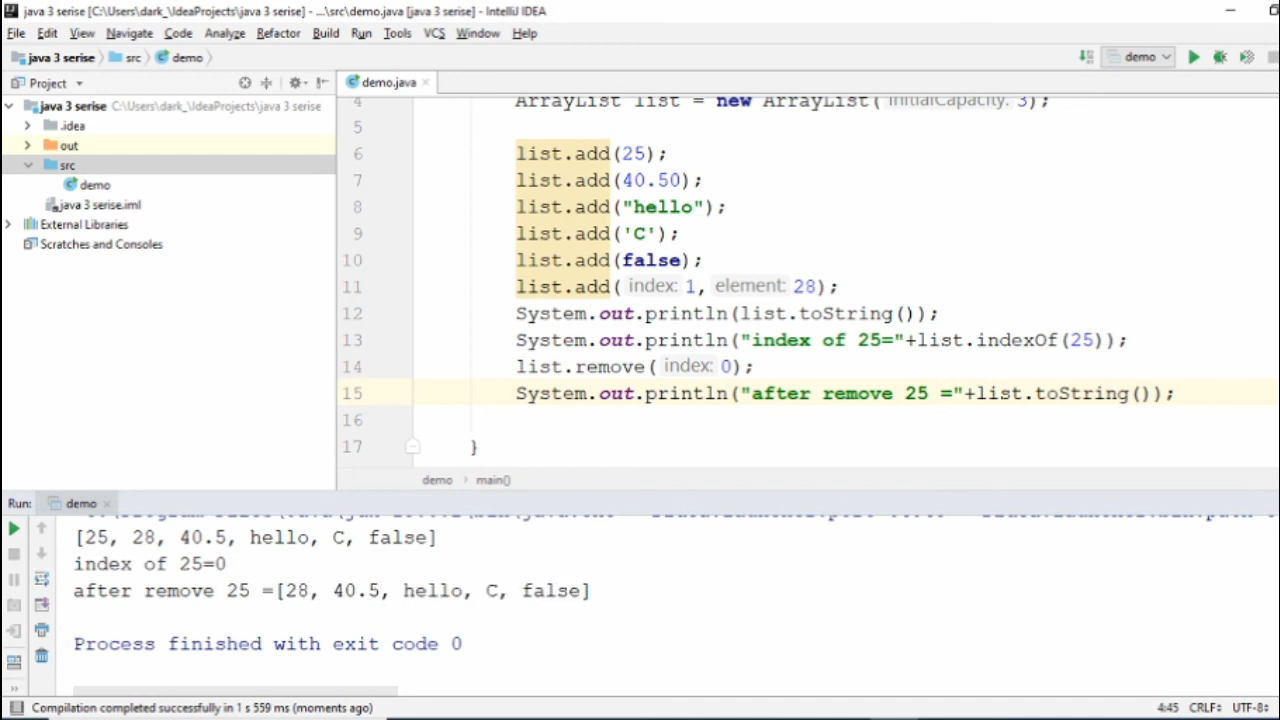 java 3 serise [C:\Users\dark_\IdeaProjects\java 3 serise] - ...\src\demo.java [java 3 serise] - IntelliJ IDEA
File Edit View Navigate Code Analyze Refactor Build Run Tools VCS Window Help
java 3 serise src demo
demo
Project
demo.java
java 3 serise C:\Users\dark_\IdeaProjects\java 3 serise
.idea
out
src
demo
java 3 serise.iml
External Libraries
Scratches and Consoles
4 ArrayList list = new ArrayList( initialCapacity: 3);
5
6 list.add(25);
7 list.add(40.50);
8 list.add("hello");
9 list.add('C');
10 list.add(false);
11 list.add( index: 1, element: 28);
12 System.out.println(list.toString());
13 System.out.println("index of 25="+list.indexOf(25));
14 list.remove( index: 0);
15 System.out.println("after remove 25 ="+list.toString());
16
17 }
demo main()
Run: demo
[25, 28, 40.5, hello, C, false]
index of 25=0
after remove 25 =[28, 40.5, hello, C, false]
Process finished with exit code 0
Compilation completed successfully in 1 s 559 ms (moments ago)
4:45 CRLF UTF-8